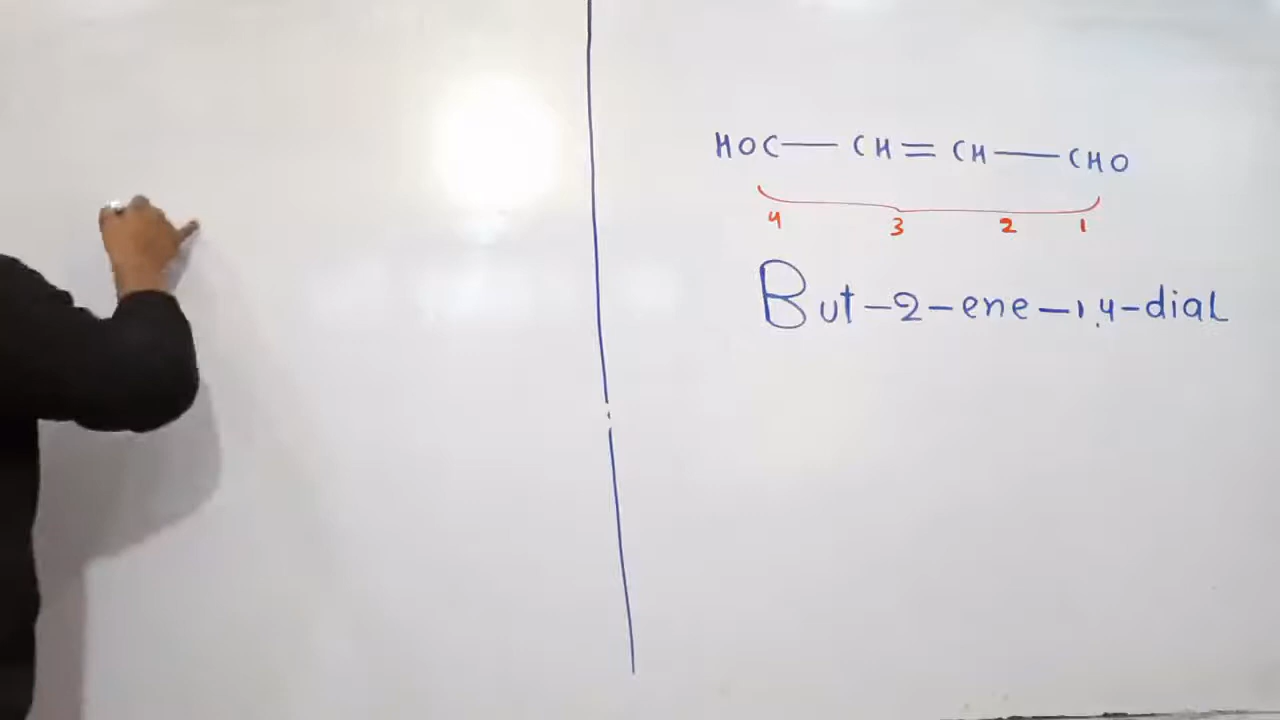 HOC — CH = CH — CHO
4 3 2 1
But-2-ene-1,4-dial